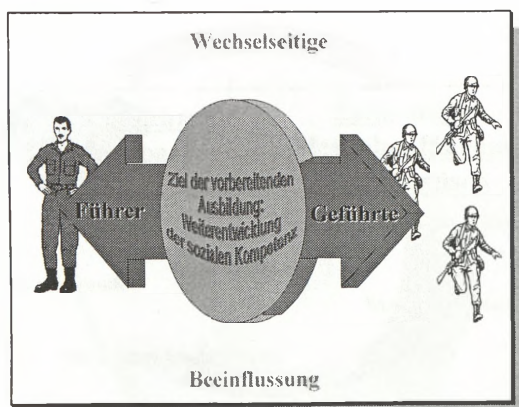 Wechselseitige
Führer
Ziel der vorbereitenden
Ausbildung:
Weiterentwicklung
der sozialen Kompetenz
Geführte
Beeinflussung